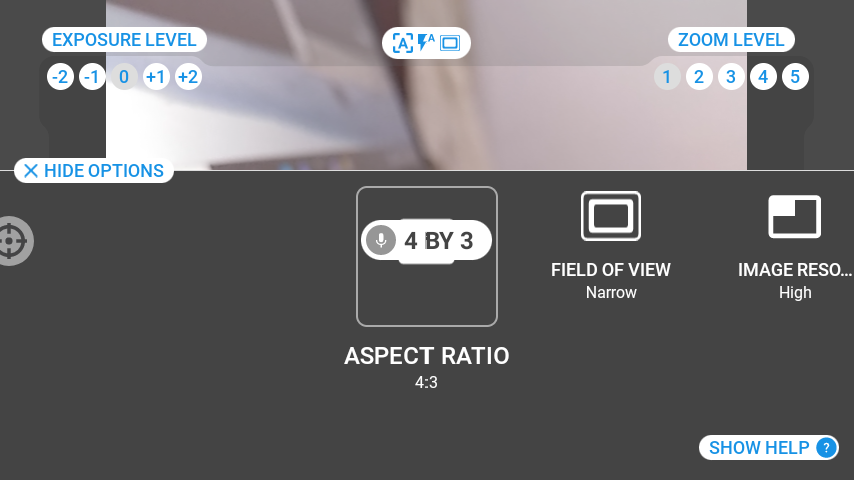 EXPOSURE LEVEL
A
ZOOM LEVEL
-2 -1 0 +1 +2
1 2 3 4 5
HIDE OPTIONS
4 BY 3
FIELD OF VIEW
Narrow
IMAGE RESO...
High
ASPECT RATIO
4:3
SHOW HELP ?